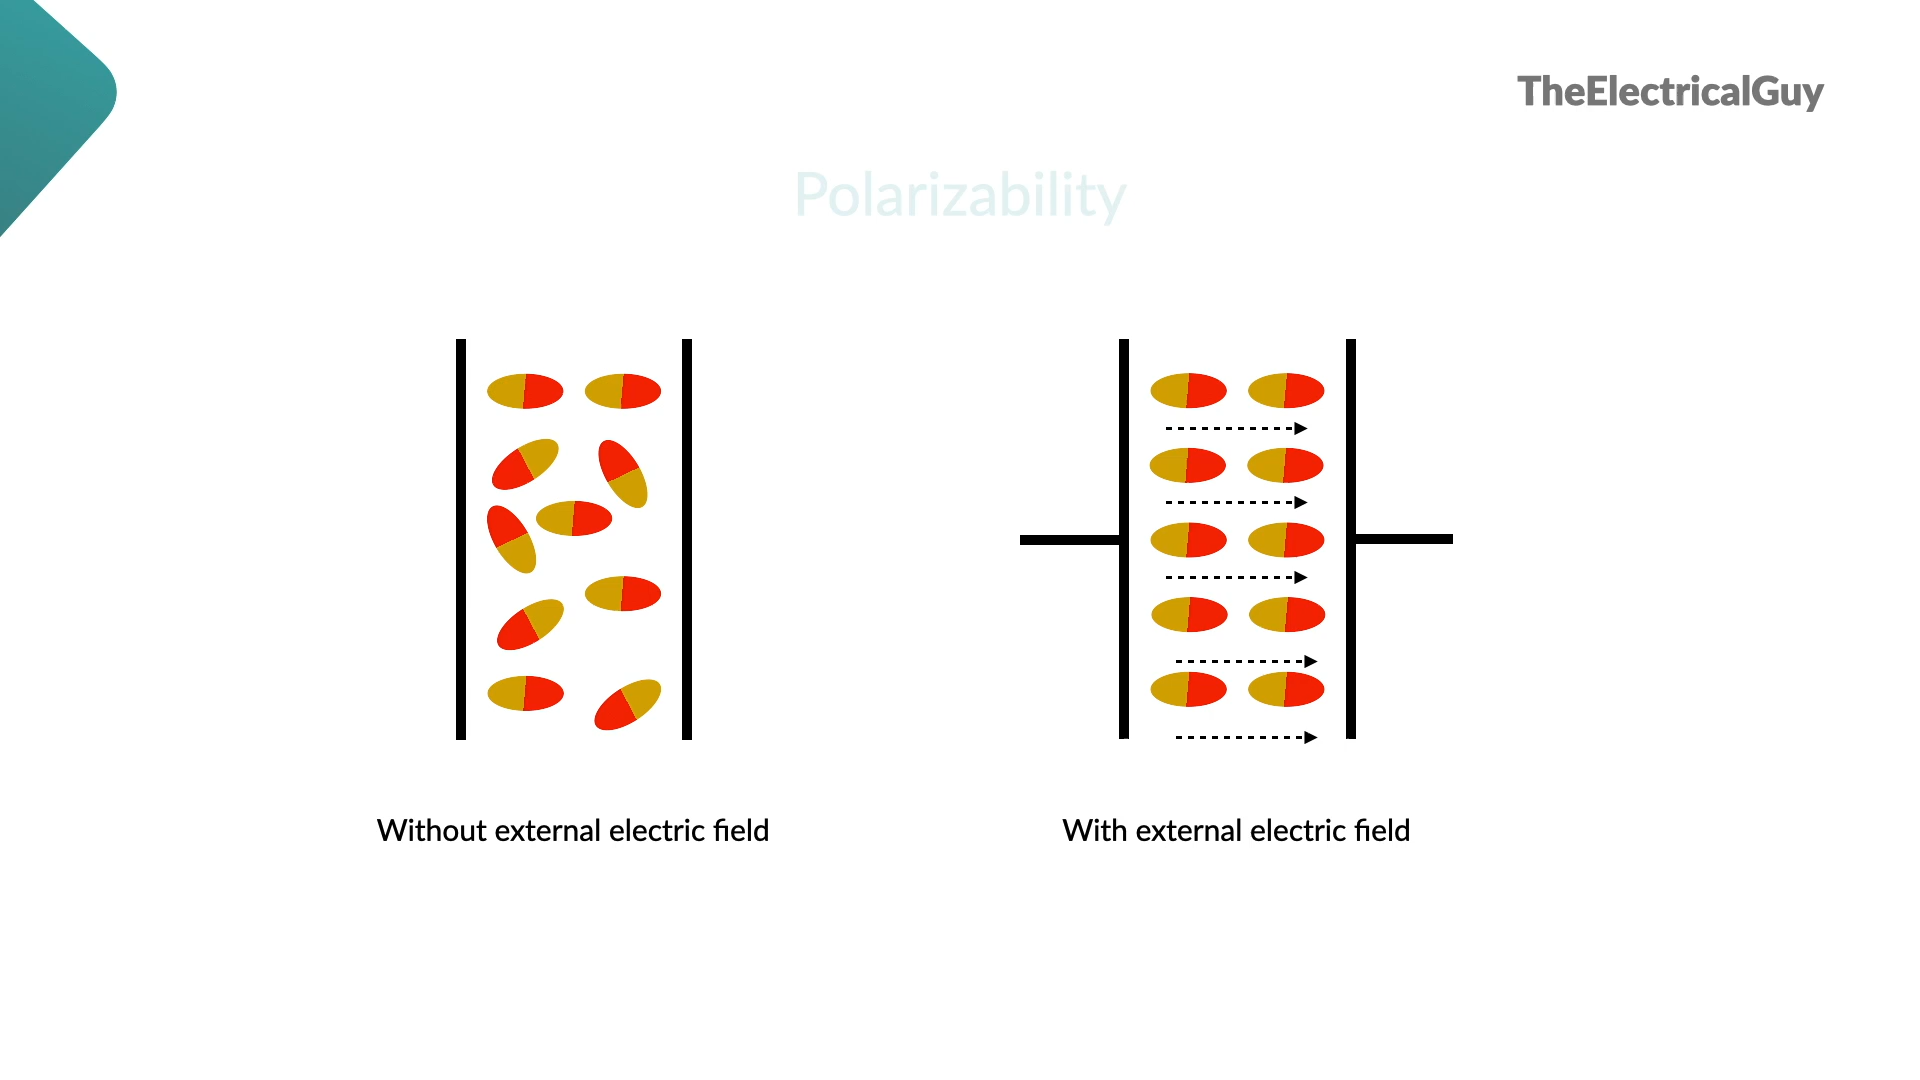 TheElectricalGuy
Polarizability
Without external electric field
With external electric field